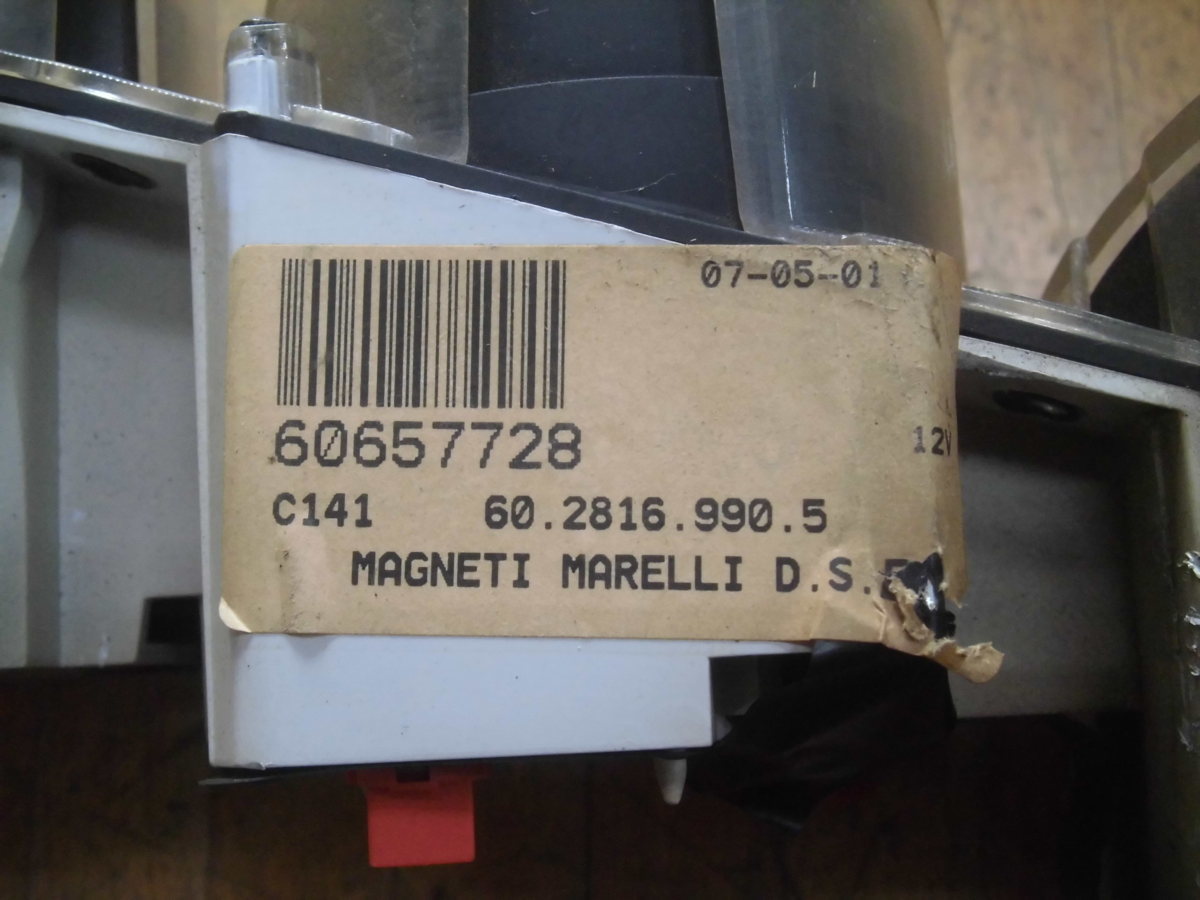 07-05-01
60657728
12V
C141 60.2816.990.5
MAGNETI MARELLI D.S.E